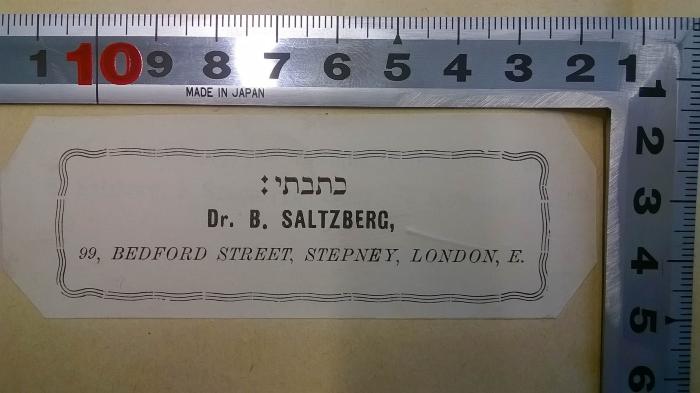 1 10 9 8 7 6 5 4 3 2 1
MADE IN JAPAN
1
2
3
4
5
6
כתבתי:
Dr. B. SALTZBERG,
99, BEDFORD STREET, STEPNEY, LONDON, E.